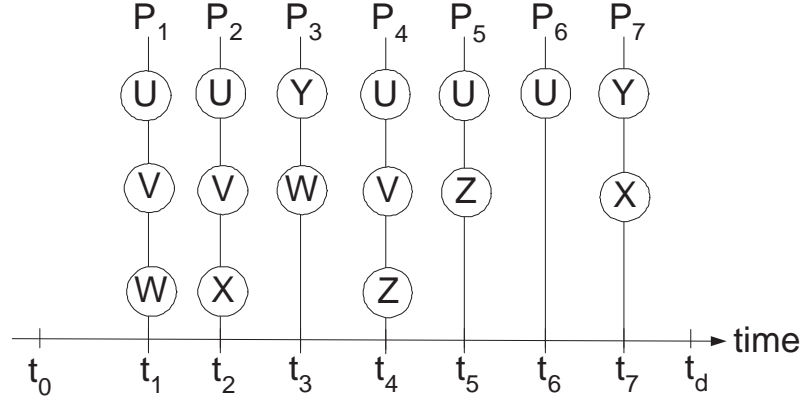 P1 P2 P3 P4 P5 P6 P7
U U Y U U U Y
V V W V Z X
W X Z
time
t0 t1 t2 t3 t4 t5 t6 t7 td